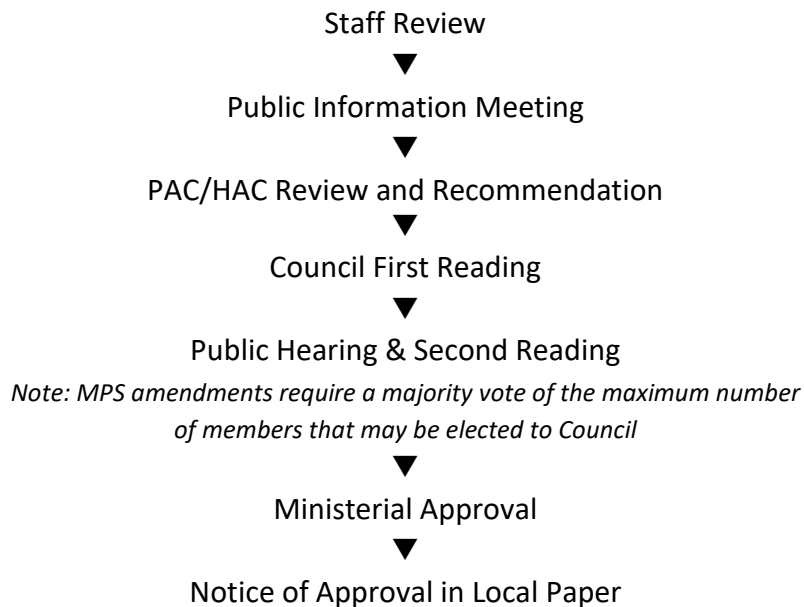 Staff Review
Public Information Meeting
PAC/HAC Review and Recommendation
Council First Reading
Public Hearing & Second Reading
Note: MPS amendments require a majority vote of the maximum number
of members that may be elected to Council
Ministerial Approval
Notice of Approval in Local Paper